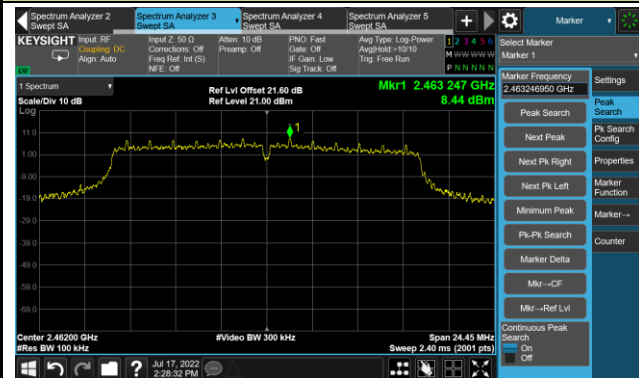 Spectrum Analyzer 2
Swept SA
Spectrum Analyzer 3
Swept SA
Spectrum Analyzer 4
Swept SA
Spectrum Analyzer 5
Swept SA
+
Marker
KEYSIGHT
Input: RF
Coupling: DC
Align: Auto
Input Z: 50 Ω
Corrections: Off
Freq Ref: Int (S)
NFE: Off
Atten: 10 dB
Preamp: Off
PNO: Fast
Gate: Off
IF Gain: Low
Sig Track: Off
Avg Type: Log-Power
Avg|Hold:>10/10
Trig: Free Run
1 2 3 4 5 6
M W W W W W
P N N N N N
LVI
Select Marker
Marker 1
1 Spectrum
Scale/Div 10 dB
Log
Ref Lvl Offset 21.60 dB
Ref Level 21.00 dBm
Mkr1 2.463 247 GHz
8.44 dBm
1
11.0
1.00
-9.00
-19.0
-29.0
-39.0
-49.0
-59.0
-69.0
Center 2.46200 GHz
#Res BW 100 kHz
#Video BW 300 kHz
Span 24.45 MHz
Sweep 2.40 ms (2001 pts)
Marker Frequency
2.463246950 GHz
Peak Search
Next Peak
Next Pk Right
Next Pk Left
Minimum Peak
Pk-Pk Search
Marker Delta
Mkr→CF
Mkr→Ref Lvl
Continuous Peak
Search
On
Off
Settings
Peak
Search
Pk Search
Config
Properties
Marker
Function
Marker→
Counter
?
Jul 17, 2022
2:28:32 PM